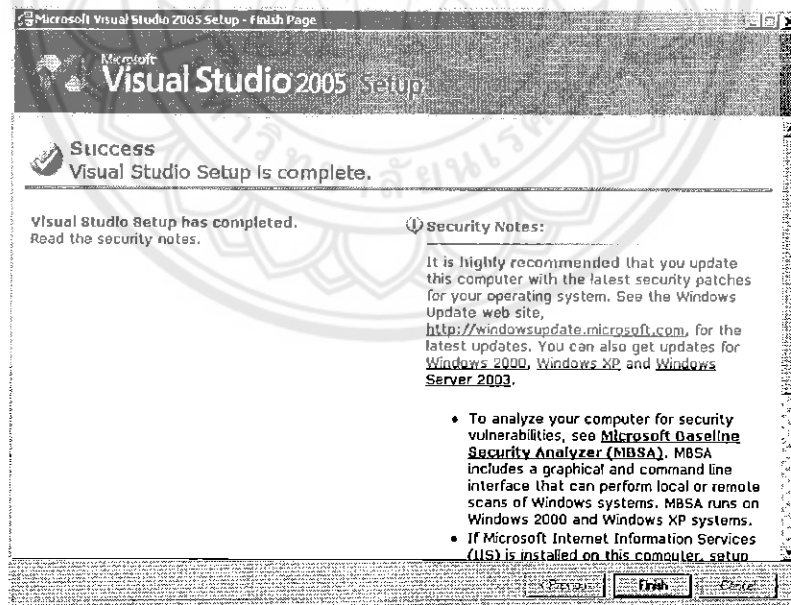 Microsoft Visual Studio 2005 Setup - Finish Page
Microsoft
Visual Studio 2005 Setup
Success
Visual Studio Setup is complete.
Visual Studio Setup has completed.
Read the security notes.
Security Notes:
It is highly recommended that you update
this computer with the latest security patches
for your operating system. See the Windows
Update web site,
http://windowsupdate.microsoft.com, for the
latest updates. You can also get updates for
Windows 2000, Windows XP and Windows
Server 2003.
• To analyze your computer for security
vulnerabilities, see Microsoft Baseline
Security Analyzer (MBSA). MBSA
includes a graphical and command line
interface that can perform local or remote
scans of Windows systems. MBSA runs on
Windows 2000 and Windows XP systems.
• If Microsoft Internet Information Services
(IIS) is installed on this computer, setup
< Previous
Finish
Cancel